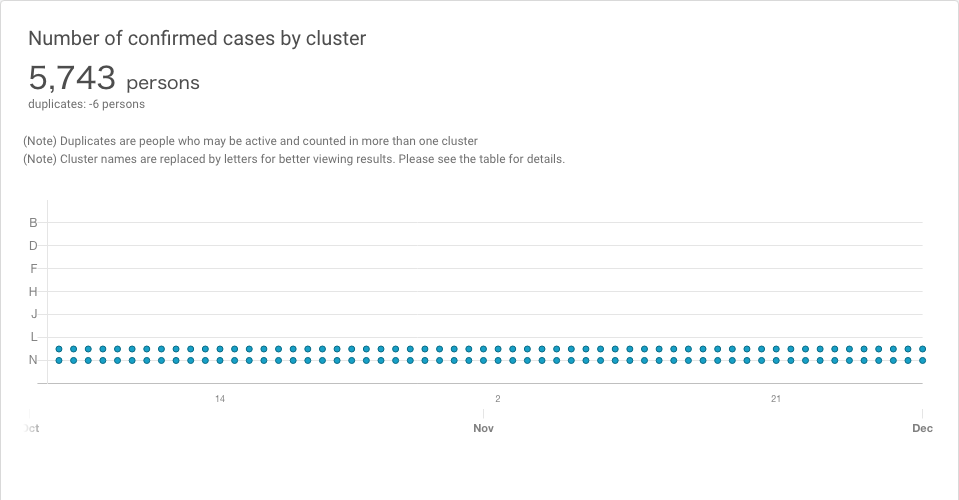 Number of confirmed cases by cluster
5,743 persons
duplicates: -6 persons
(Note) Duplicates are people who may be active and counted in more than one cluster
(Note) Cluster names are replaced by letters for better viewing results. Please see the table for details.
B
D
F
H
J
L
N
14 2 21
Nov Dec